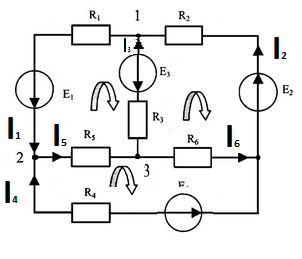 1
R₁
R₂
I₃
I₂
E₁
E₃
E₂
R₃
I₁
I₅
R₅
R₆
I₆
2
3
I₄
R₄